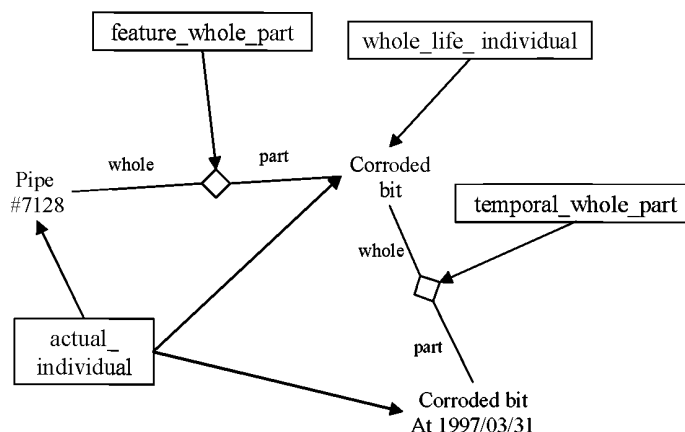 feature_whole_part
whole_life_ individual
whole
part
Corroded
bit
Pipe
#7128
temporal_whole_part
whole
actual_
individual
part
Corroded bit
At 1997/03/31